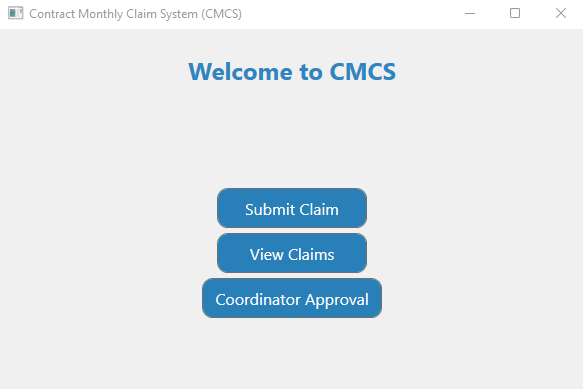 Contract Monthly Claim System (CMCS)
Welcome to CMCS
Submit Claim
View Claims
Coordinator Approval